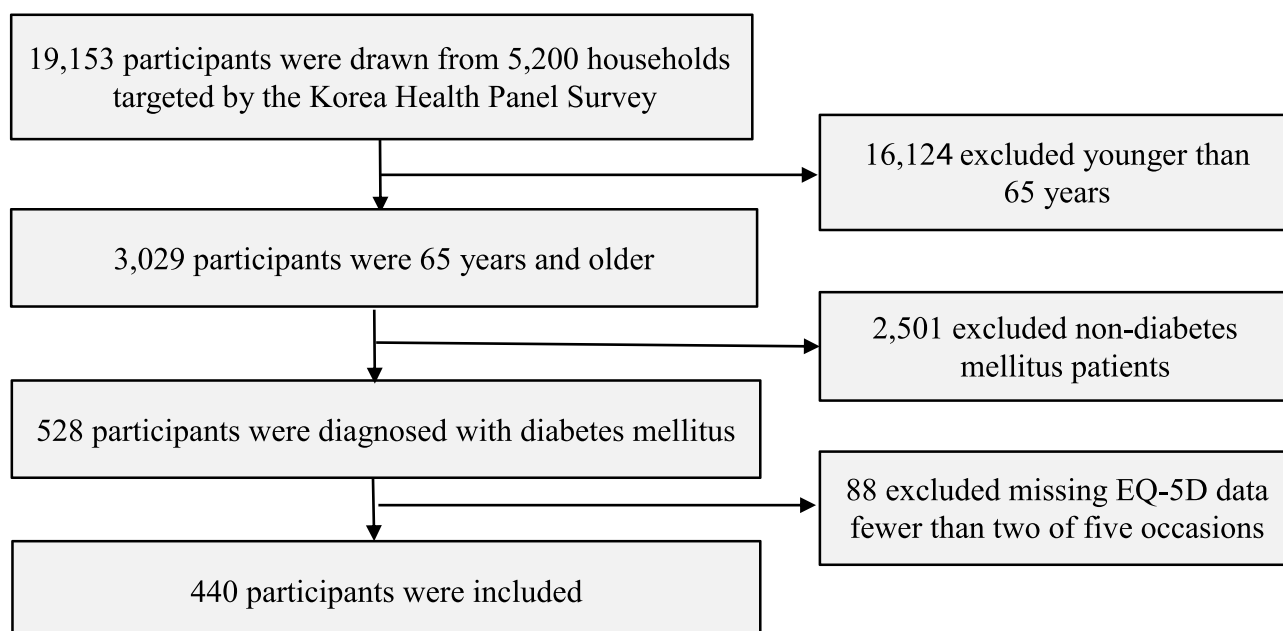 19,153 participants were drawn from 5,200 households
targeted by the Korea Health Panel Survey
16,124 excluded younger than
65 years
3,029 participants were 65 years and older
2,501 excluded non-diabetes
mellitus patients
528 participants were diagnosed with diabetes mellitus
88 excluded missing EQ-5D data
fewer than two of five occasions
440 participants were included